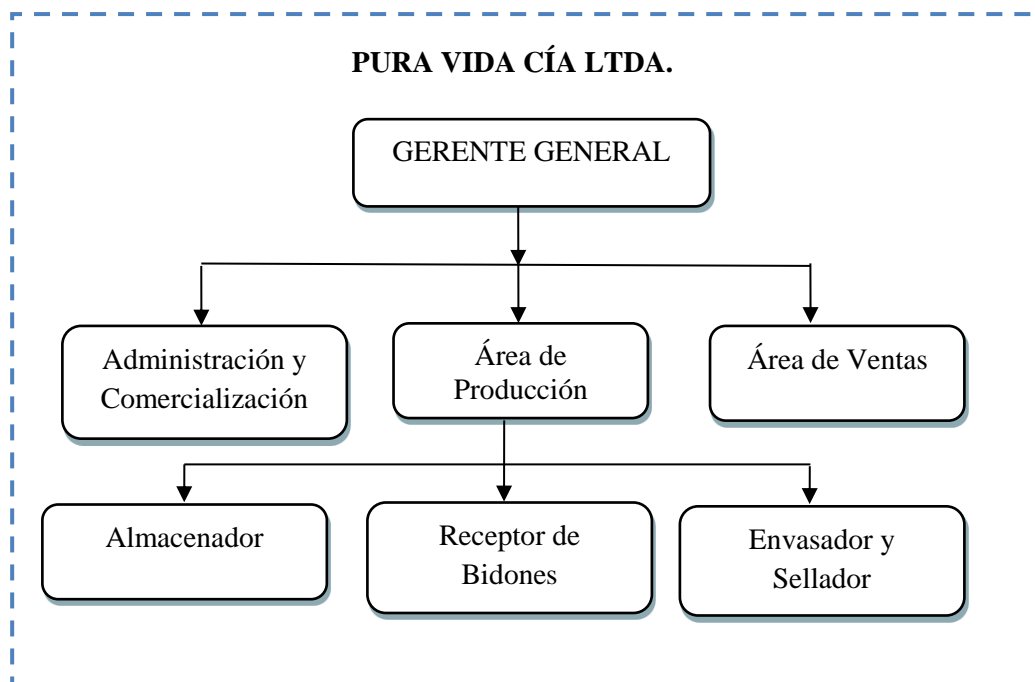 PURA VIDA CÍA LTDA.
GERENTE GENERAL
Administración y
Comercialización
Área de
Producción
Área de Ventas
Almacenador
Receptor de
Bidones
Envasador y
Sellador